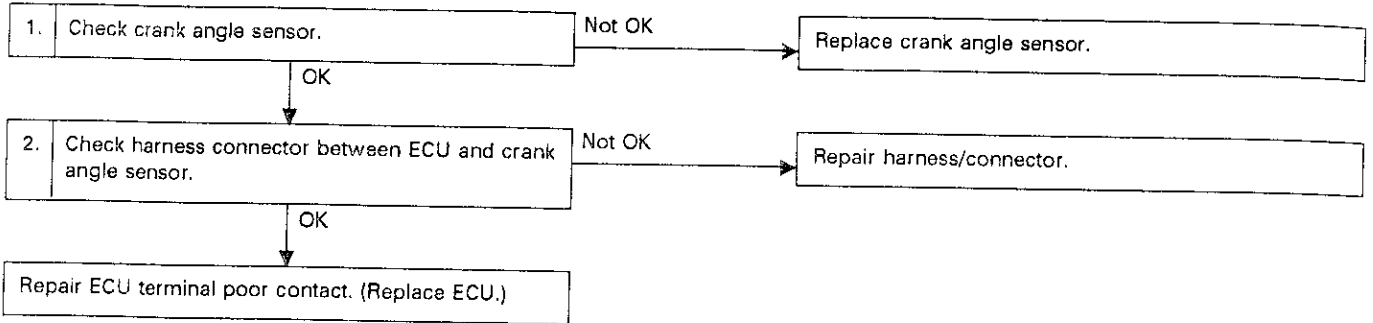 1. Check crank angle sensor.
Not OK
Replace crank angle sensor.
OK
2. Check harness connector between ECU and crank
angle sensor.
Not OK
Repair harness/connector.
OK
Repair ECU terminal poor contact. (Replace ECU.)